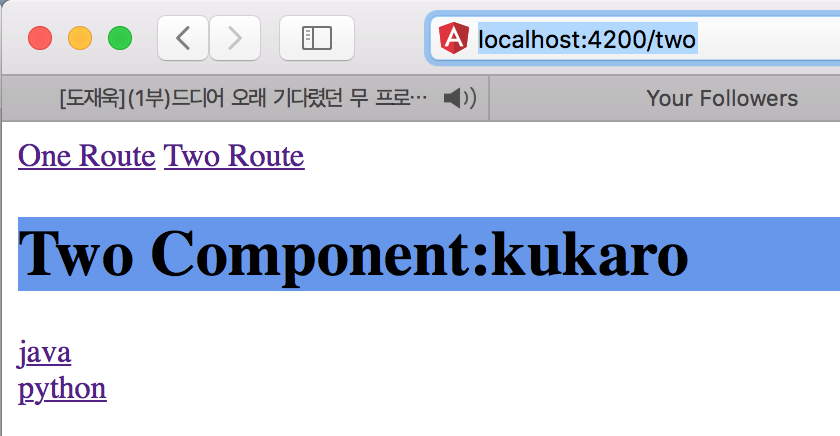 localhost:4200/two
[도재욱](1부)드디어 오래 기다렸던 무 프로…
Your Followers
One Route Two Route
Two Component:kukaro
java
python